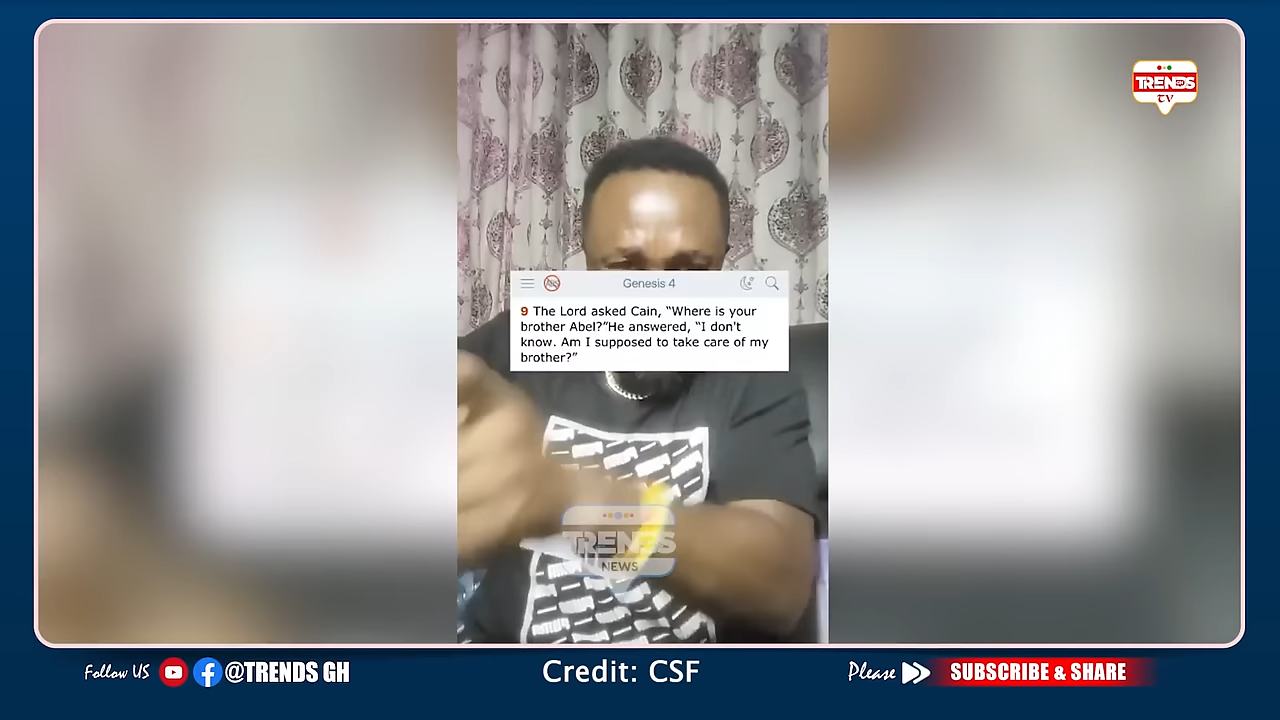 TRENDS
TV
Genesis 4
9 The Lord asked Cain, “Where is your
brother Abel?”He answered, “I don't
know. Am I supposed to take care of my
brother?”
TRENDS
NEWS
Follow US @TRENDS GH
Credit: CSF
Please SUBSCRIBE & SHARE